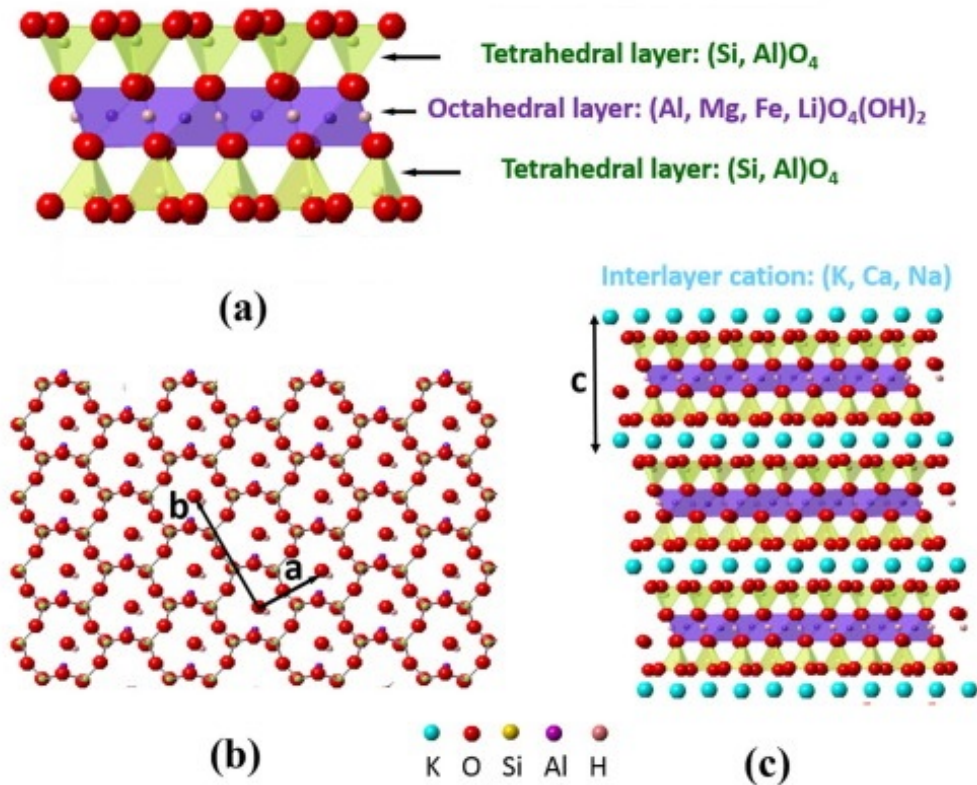 Tetrahedral layer: (Si, Al)O₄
Octahedral layer: (Al, Mg, Fe, Li)O₄(OH)₂
Tetrahedral layer: (Si, Al)O₄
(a)
Interlayer cation: (K, Ca, Na)
c
b
a
K O Si Al H
(b)
(c)